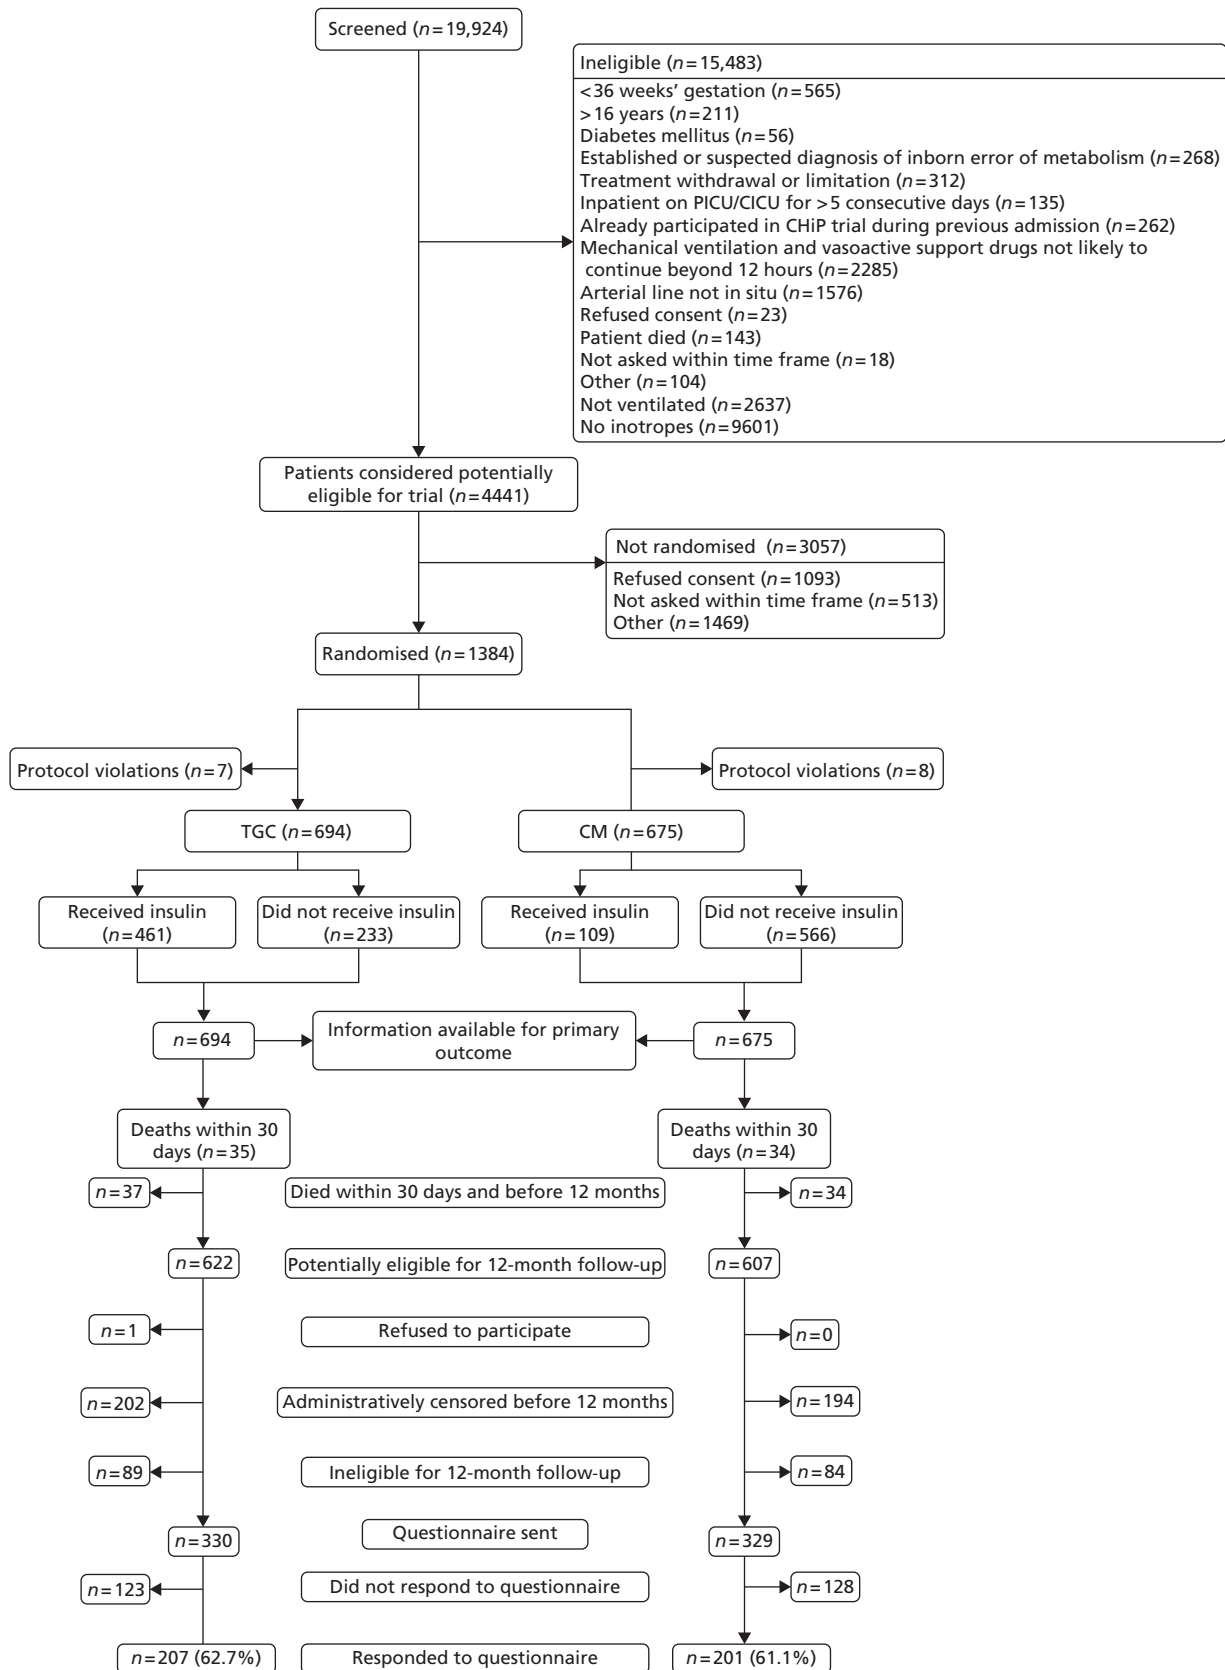 Screened (n=19,924)
Ineligible (n=15,483)
<36 weeks' gestation (n=565)
>16 years (n=211)
Diabetes mellitus (n=56)
Established or suspected diagnosis of inborn error of metabolism (n=268)
Treatment withdrawal or limitation (n=312)
Inpatient on PICU/CICU for >5 consecutive days (n=135)
Already participated in CHiP trial during previous admission (n=262)
Mechanical ventilation and vasoactive support drugs not likely to
continue beyond 12 hours (n=2285)
Arterial line not in situ (n=1576)
Refused consent (n=23)
Patient died (n=143)
Not asked within time frame (n=18)
Other (n=104)
Not ventilated (n=2637)
No inotropes (n=9601)
Patients considered potentially
eligible for trial (n=4441)
Not randomised (n=3057)
Refused consent (n=1093)
Not asked within time frame (n=513)
Other (n=1469)
Randomised (n=1384)
Protocol violations (n=7)
Protocol violations (n=8)
TGC (n=694)
CM (n=675)
Received insulin
(n=461)
Did not receive insulin
(n=233)
Received insulin
(n=109)
Did not receive insulin
(n=566)
n=694
Information available for primary
outcome
n=675
Deaths within 30
days (n=35)
Deaths within 30
days (n=34)
n=37
Died within 30 days and before 12 months
n=34
n=622
Potentially eligible for 12-month follow-up
n=607
n=1
Refused to participate
n=0
n=202
Administratively censored before 12 months
n=194
n=89
Ineligible for 12-month follow-up
n=84
n=330
Questionnaire sent
n=329
n=123
Did not respond to questionnaire
n=128
n=207 (62.7%)
Responded to questionnaire
n=201 (61.1%)